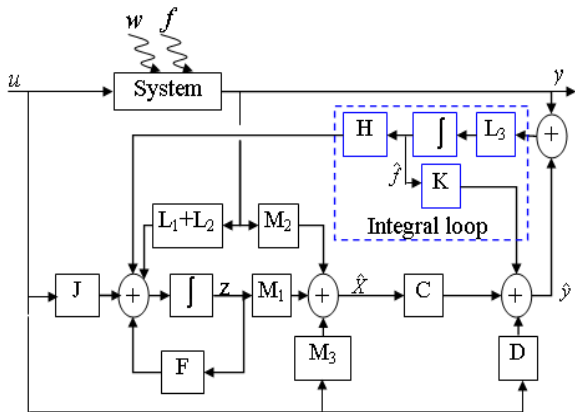 w f
u
System
y
H
∫
L₃
+
f̂
K
Integral loop
L₁+L₂
M₂
J
+
∫
z
M₁
+
X̂
C
+
ŷ
F
M₃
D